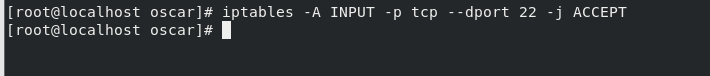 [root@localhost oscar]# iptables -A INPUT -p tcp --dport 22 -j ACCEPT
[root@localhost oscar]#